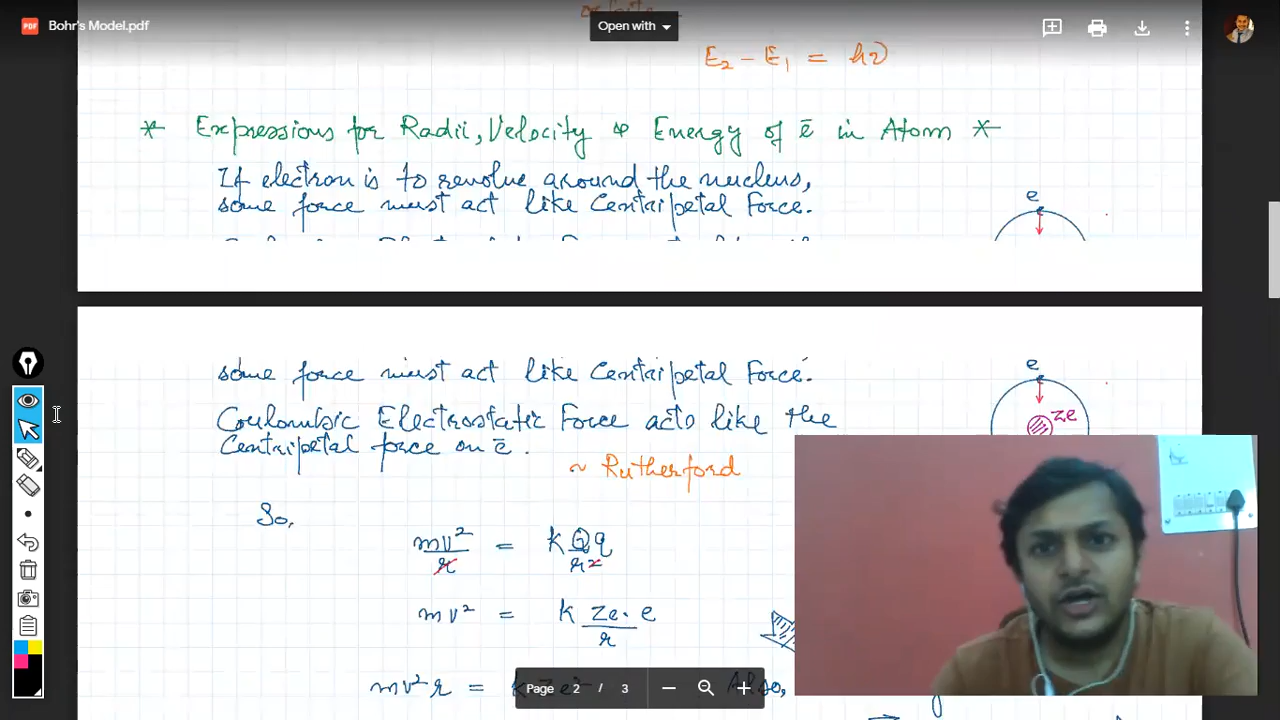 Bohr's Model.pdf
Open with
E₂ - E₁ = hν
* Expressions for Radii, Velocity & Energy of ē in Atom *
If electron is to revolve around the nucleus,
some force must act like Centripetal Force.
e
some force must act like Centripetal Force.
e
Coulombic Electrostatic Force acts like the
ze
Centripetal force on ē.
~ Rutherford
So,
mv²/r = kQq/r²
mv² = k ze·e/r
mv²r = k
Also,
Page 2 / 3